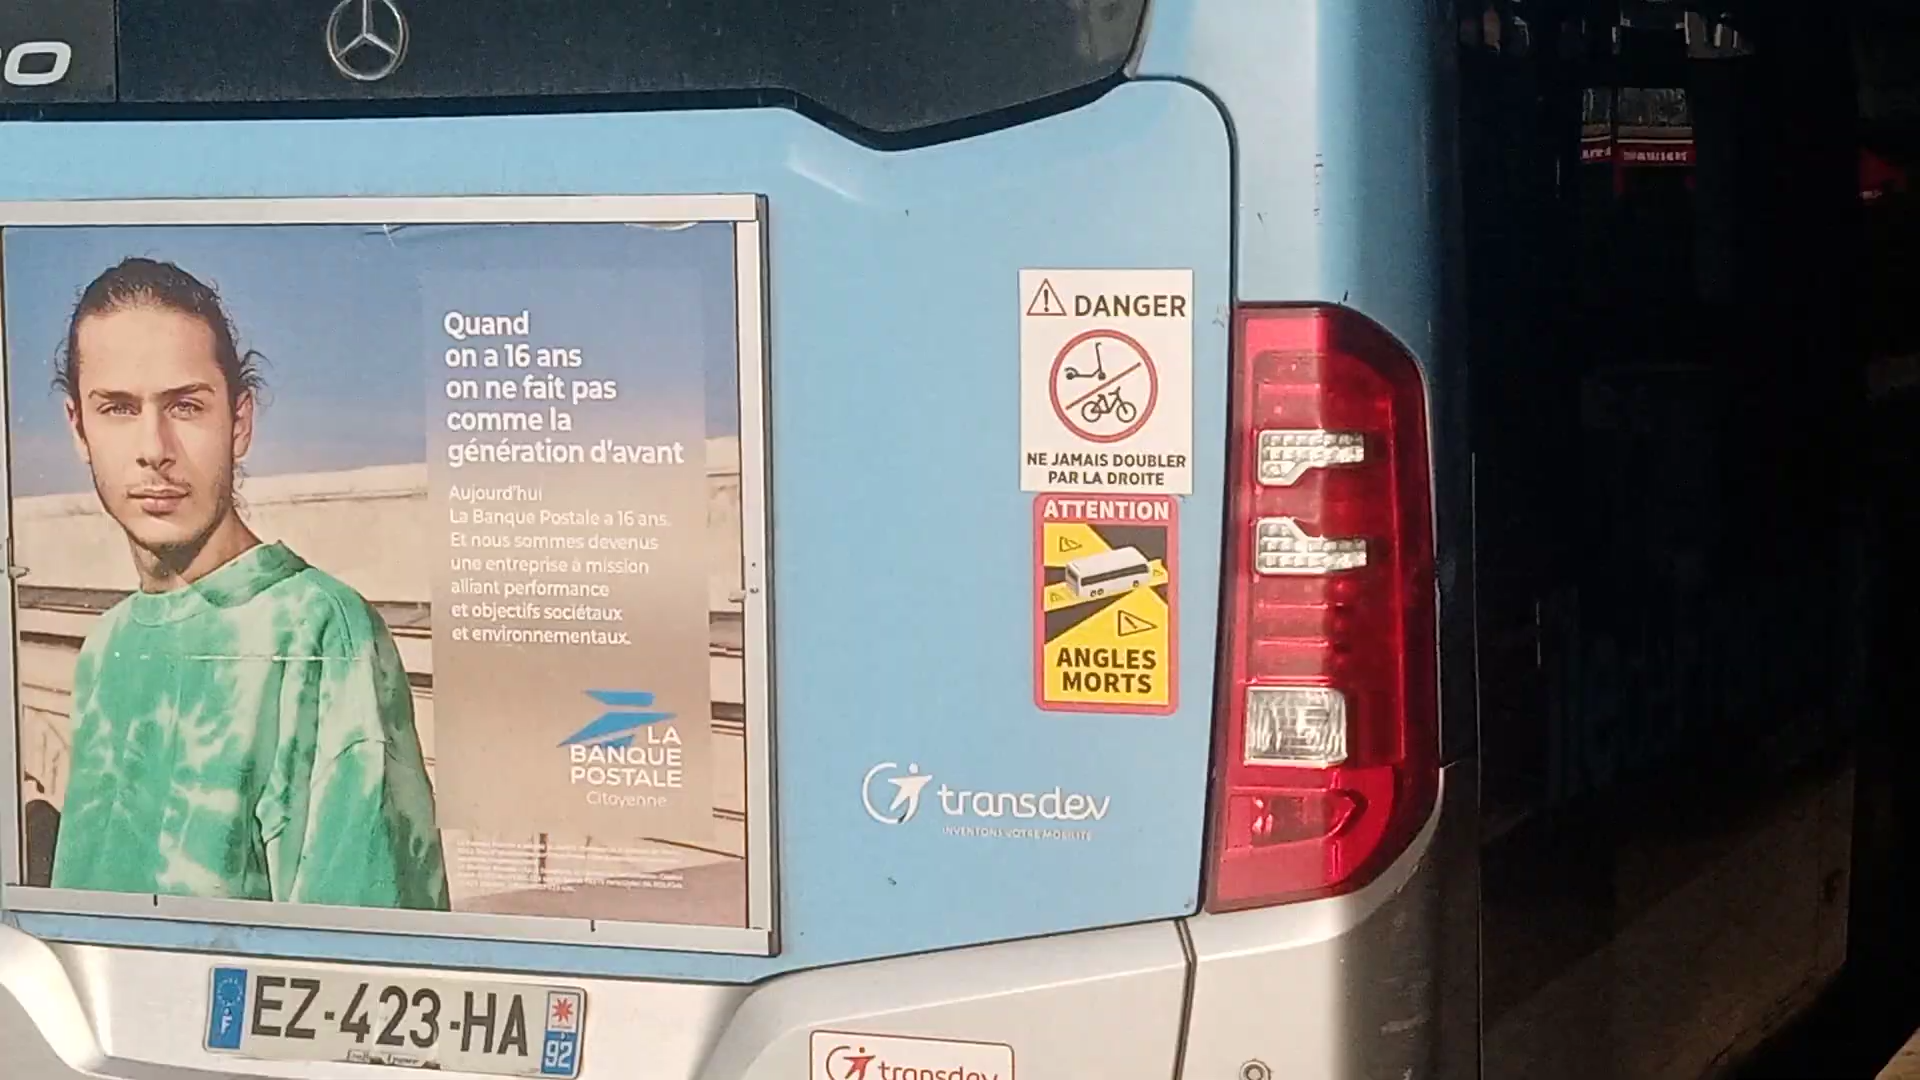 Quand
on a 16 ans
on ne fait pas
comme la
génération d'avant
Aujourd'hui
La Banque Postale a 16 ans.
Et nous sommes devenus
une entreprise à mission
alliant performance
et objectifs sociétaux
et environnementaux.
LA
BANQUE
POSTALE
Citoyenne
DANGER
NE JAMAIS DOUBLER
PAR LA DROITE
ATTENTION
ANGLES
MORTS
transdev
INVENTONS VOTRE MOBILITÉ
F
EZ-423-HA
92
transdev